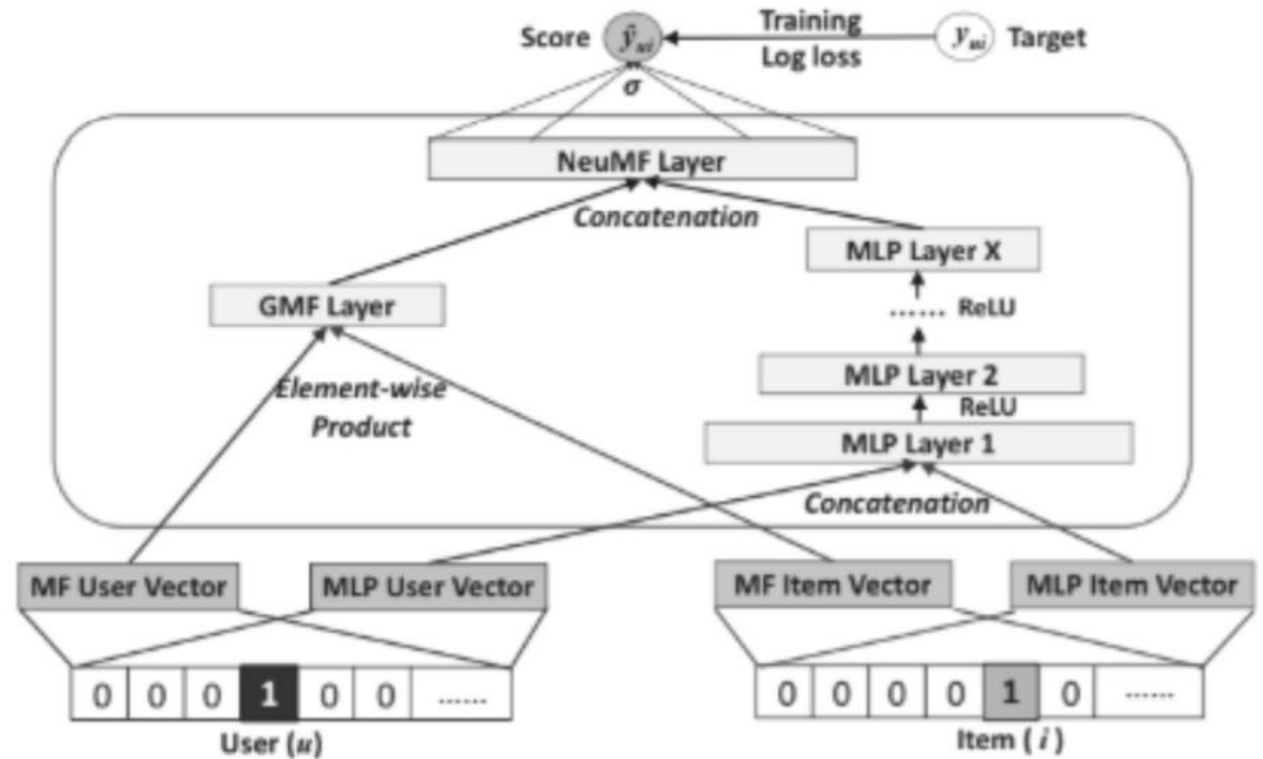 Score ŷui Training yui Target
Log loss
σ
NeuMF Layer
Concatenation
MLP Layer X
GMF Layer
...... ReLU
Element-wise
Product
MLP Layer 2
ReLU
MLP Layer 1
Concatenation
MF User Vector
MLP User Vector
MF Item Vector
MLP Item Vector
0 0 0 1 0 0 ......
0 0 0 0 1 0 ......
User (u)
Item ( i )